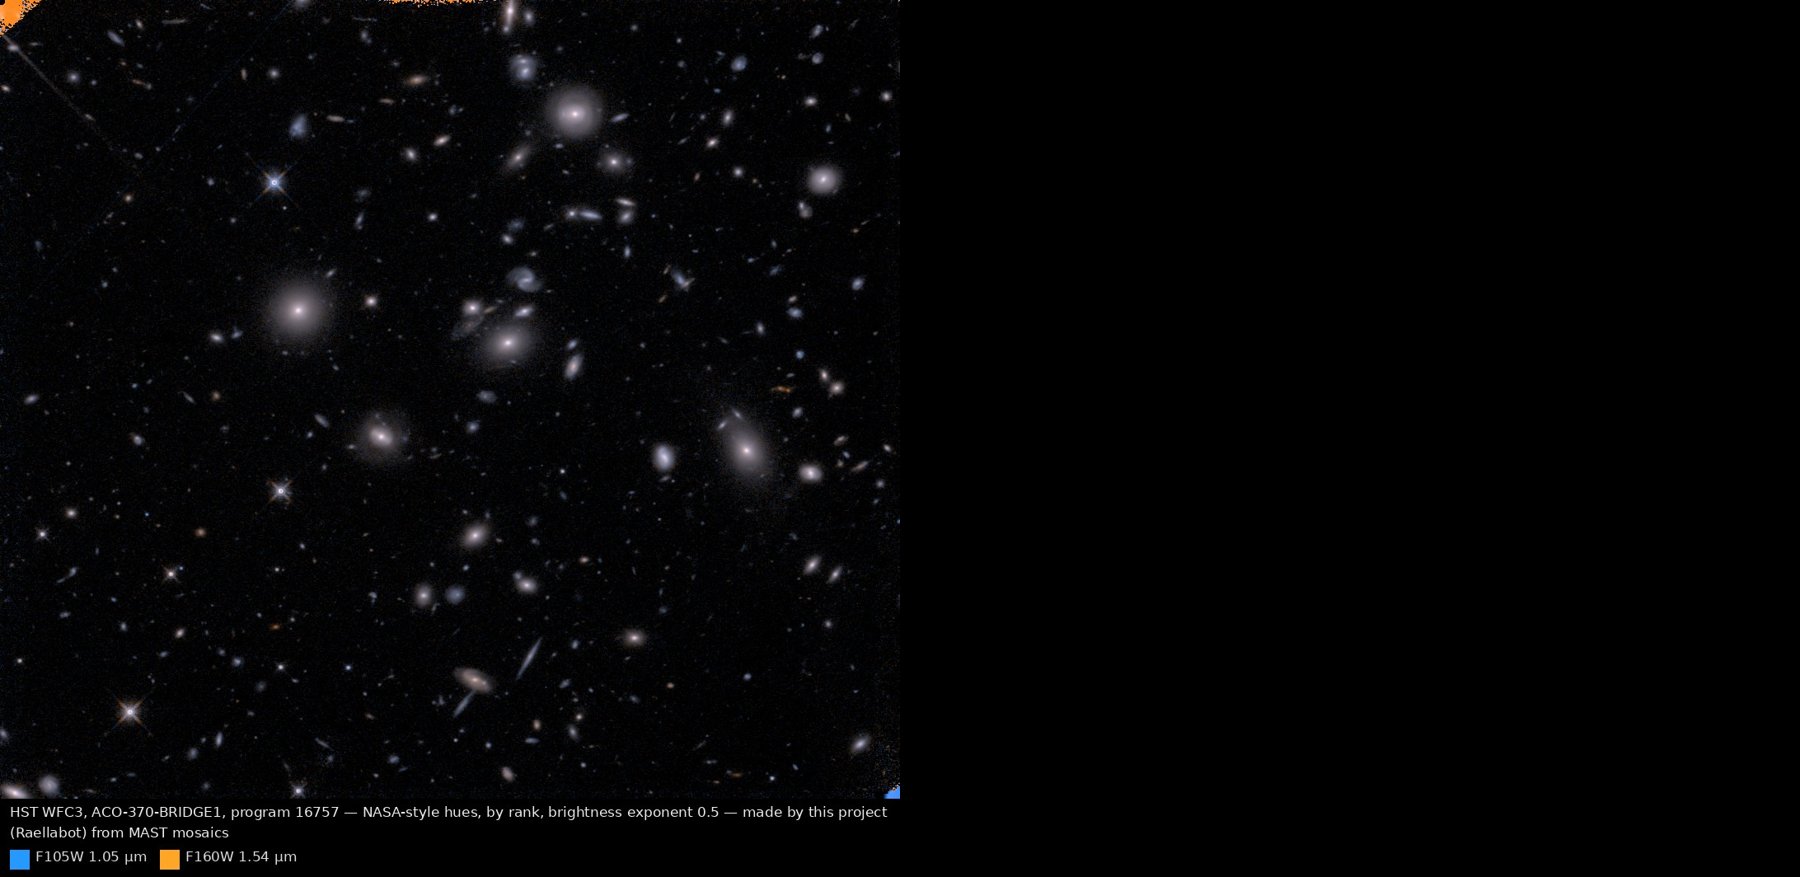 HST WFC3, ACO-370-BRIDGE1, program 16757 — NASA-style hues, by rank, brightness exponent 0.5 — made by this project
(Raellabot) from MAST mosaics
F105W 1.05 µm F160W 1.54 µm